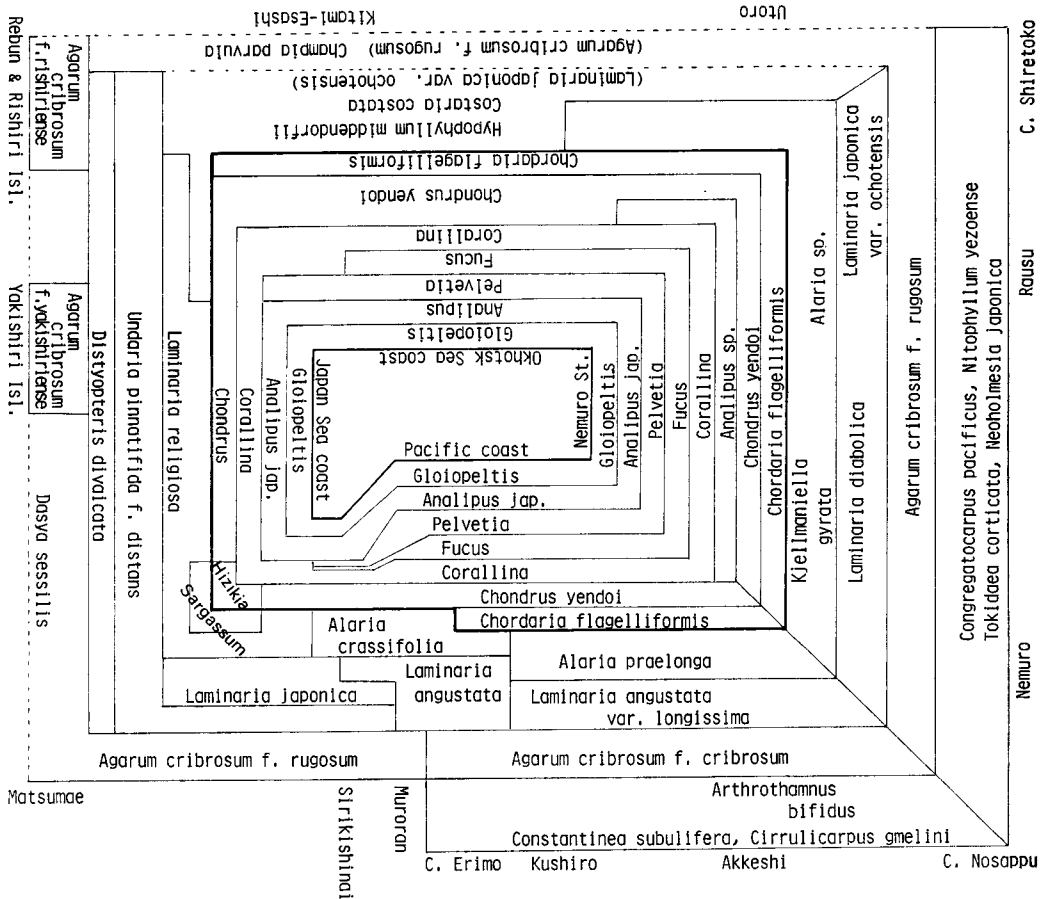 Kitami-Esashi
Utoro
(Agarum cribrosum f. rugosum) Champia parvula
(Laminaria japonica var. ochotensis)
Costaria costata
Hypophyllum middendorfii
Chordaria flagelliformis
Chondrus yendoi
Corallina
Fucus
Pelvetia
Analipus
Gloiopeltis
Okhotsk Sea coast
Rebun & Rishiri Isl.
Yakishiri Isl.
Agarum
cribrosum
f.rishiriense
Agarum
cribrosum
f.yakishiriense
Dasya sessilis
Distyopteris divaicata
Undaria pinnatifida f. distans
Laminaria religiosa
Chondrus
Corallina
Analipus jap.
Gloiopeltis
Japan Sea coast
Nemuro St.
Gloiopeltis
Analipus jap.
Pelvetia
Fucus
Corallina
Analipus sp.
Chondrus yendoi
Chordaria flagelliformis
Kjellmaniella
gyrata
Alaria sp.
Laminaria japonica
var. ochotensis
Laminaria diabolica
Agarum cribrosum f. rugosum
Congregatocarpus pacificus, Nitophyllum yezoense
Tokidaea corticata, Neoholmesia japonica
C. Shiretoko
Rausu
Nemuro
Pacific coast
Gloiopeltis
Analipus jap.
Pelvetia
Fucus
Corallina
Chondrus yendoi
Chordaria flagelliformis
Hizikia
Sargassum
Alaria
crassifolia
Alaria praelonga
Laminaria
angustata
Laminaria japonica
Laminaria angustata
var. longissima
Agarum cribrosum f. rugosum
Agarum cribrosum f. cribrosum
Arthrothamnus
bifidus
Constantinea subulifera, Cirrulicarpus gmelini
Matsumae
Sirikishinai
Muroran
C. Erimo
Kushiro
Akkeshi
C. Nosappu